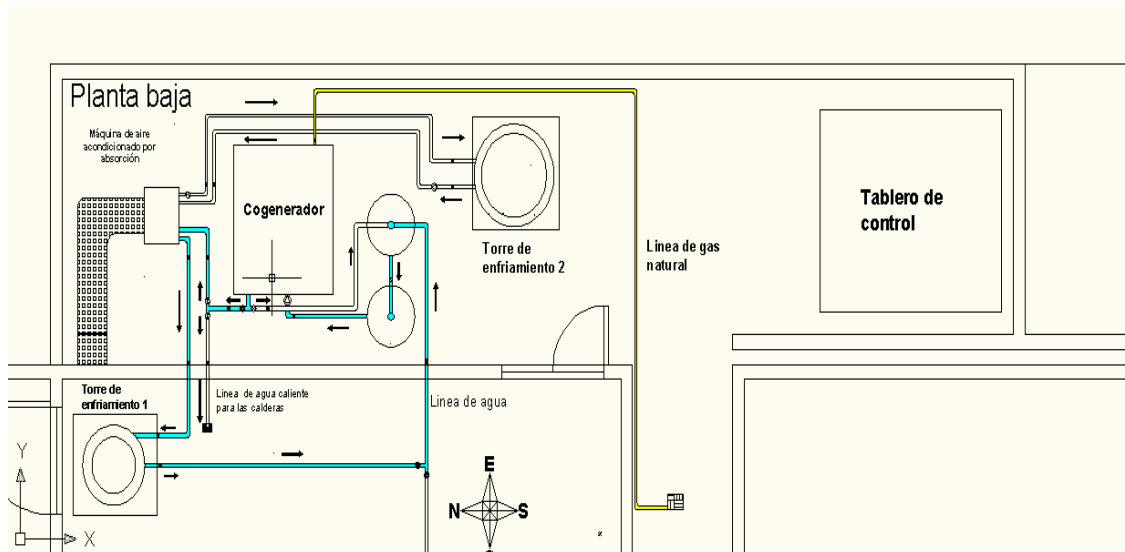 Planta baja
Máquina de aire
acondicionado por
absorción
Cogenerador
Torre de
enfriamiento 2
Linea de gas
natural
Tablero de
control
Torre de
enfriamiento 1
Linea de agua caliente
para las calderas
Linea de agua
E
N
S
Y
X